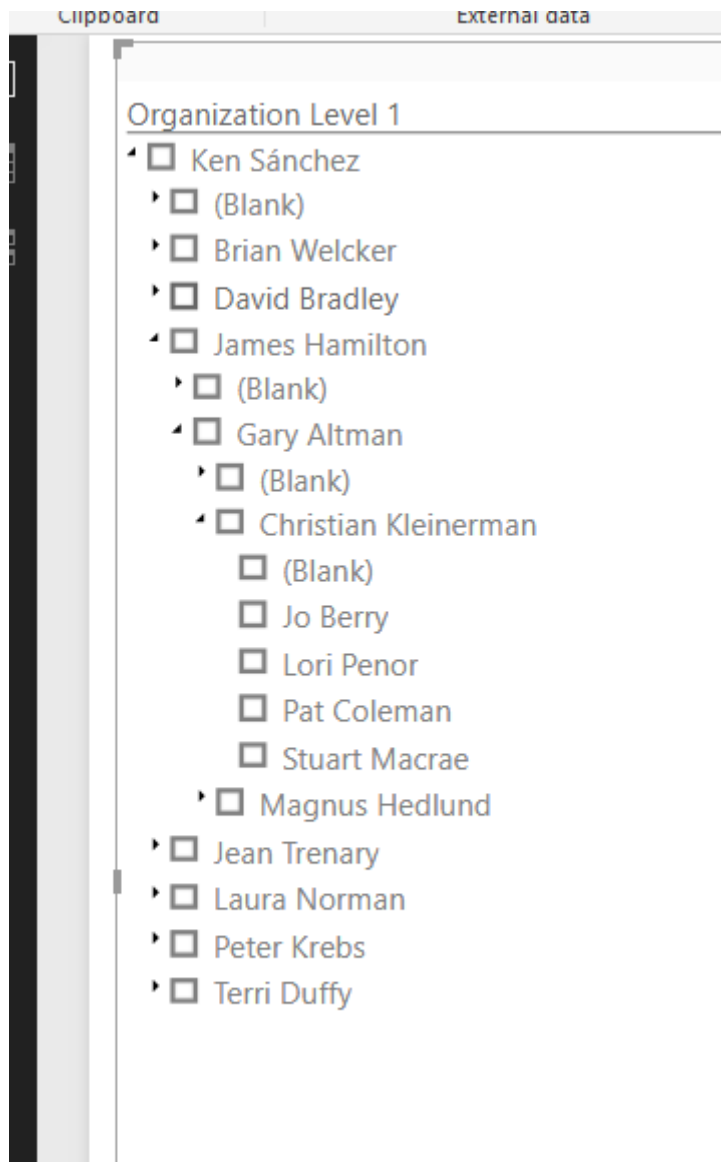 Clipboard External data
Organization Level 1
Ken Sánchez
(Blank)
Brian Welcker
David Bradley
James Hamilton
(Blank)
Gary Altman
(Blank)
Christian Kleinerman
(Blank)
Jo Berry
Lori Penor
Pat Coleman
Stuart Macrae
Magnus Hedlund
Jean Trenary
Laura Norman
Peter Krebs
Terri Duffy